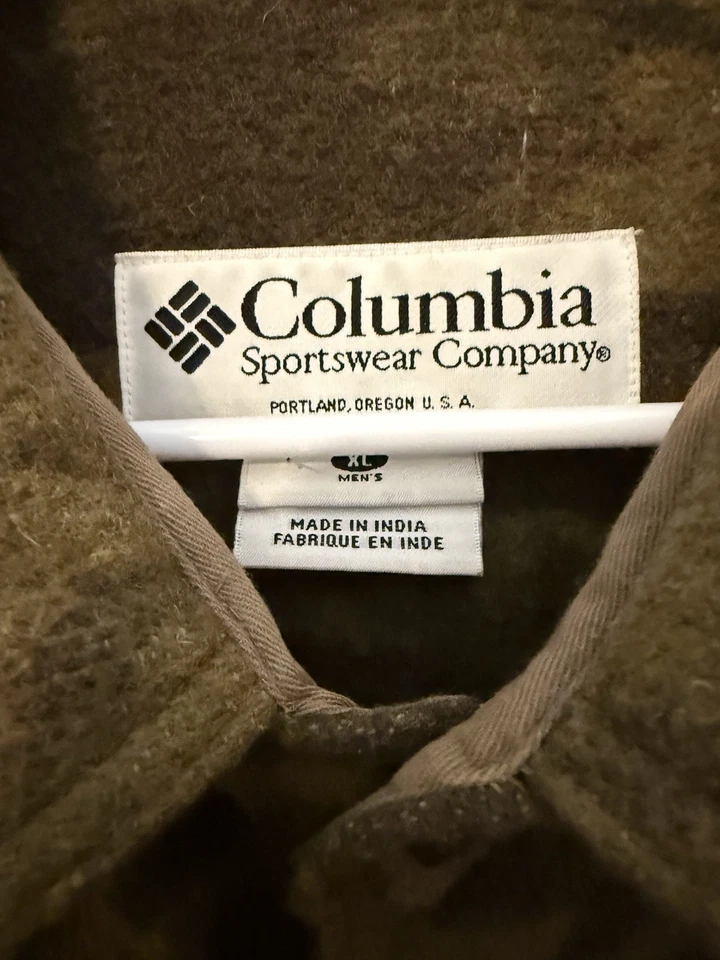 Columbia
Sportswear Company®
PORTLAND, OREGON U. S. A.
XL
MEN'S
MADE IN INDIA
FABRIQUE EN INDE